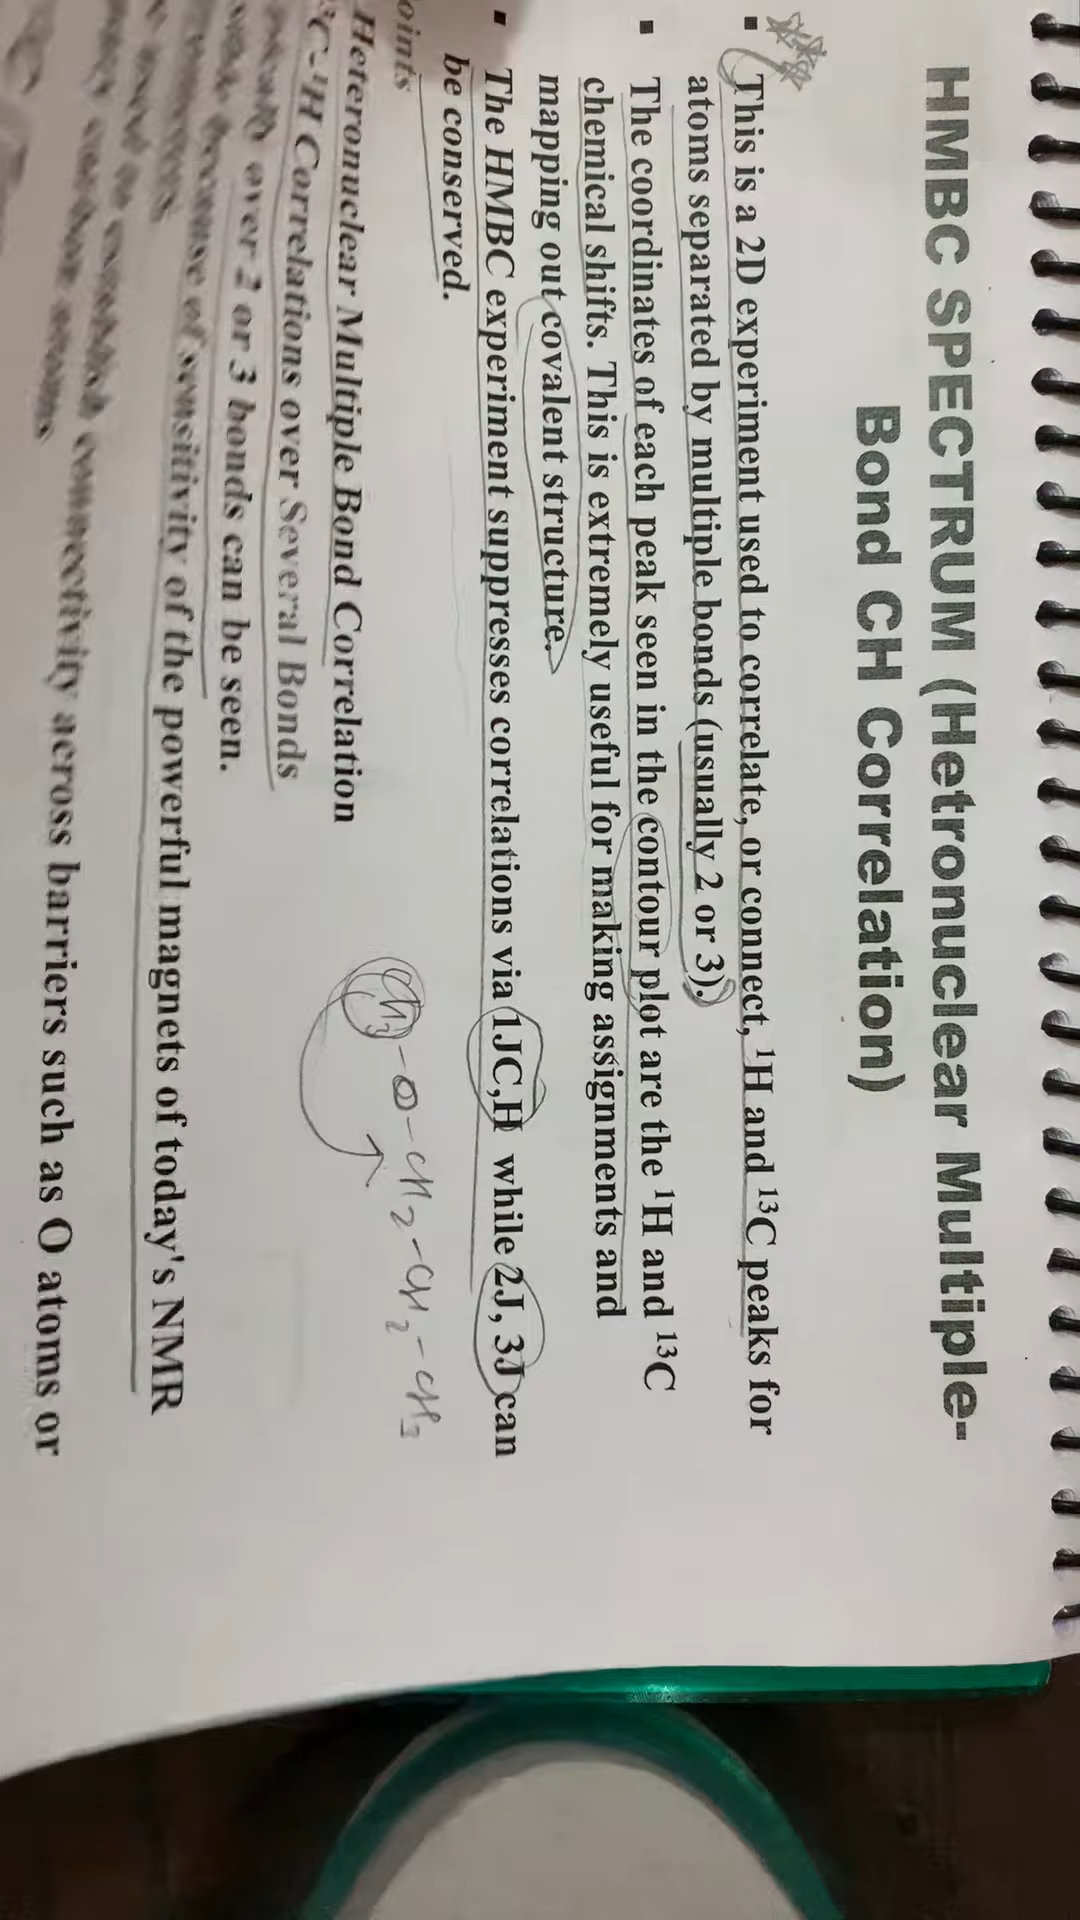 HMBC SPECTRUM (Hetronuclear Multiple-
Bond CH Correlation)
▪ This is a 2D experiment used to correlate, or connect, ¹H and ¹³C peaks for
atoms separated by multiple bonds (usually 2 or 3).
▪ The coordinates of each peak seen in the contour plot are the ¹H and ¹³C
chemical shifts. This is extremely useful for making assignments and
mapping out covalent structure.
▪ The HMBC experiment suppresses correlations via 1JC,H while 2J, 3J can
be conserved.
CH3-O-CH2-CH2-CH3
oints
Heteronuclear Multiple Bond Correlation
3C-¹H Correlations over Several Bonds
over 2 or 3 bonds can be seen.
because of sensitivity of the powerful magnets of today's NMR
connectivity across barriers such as O atoms or